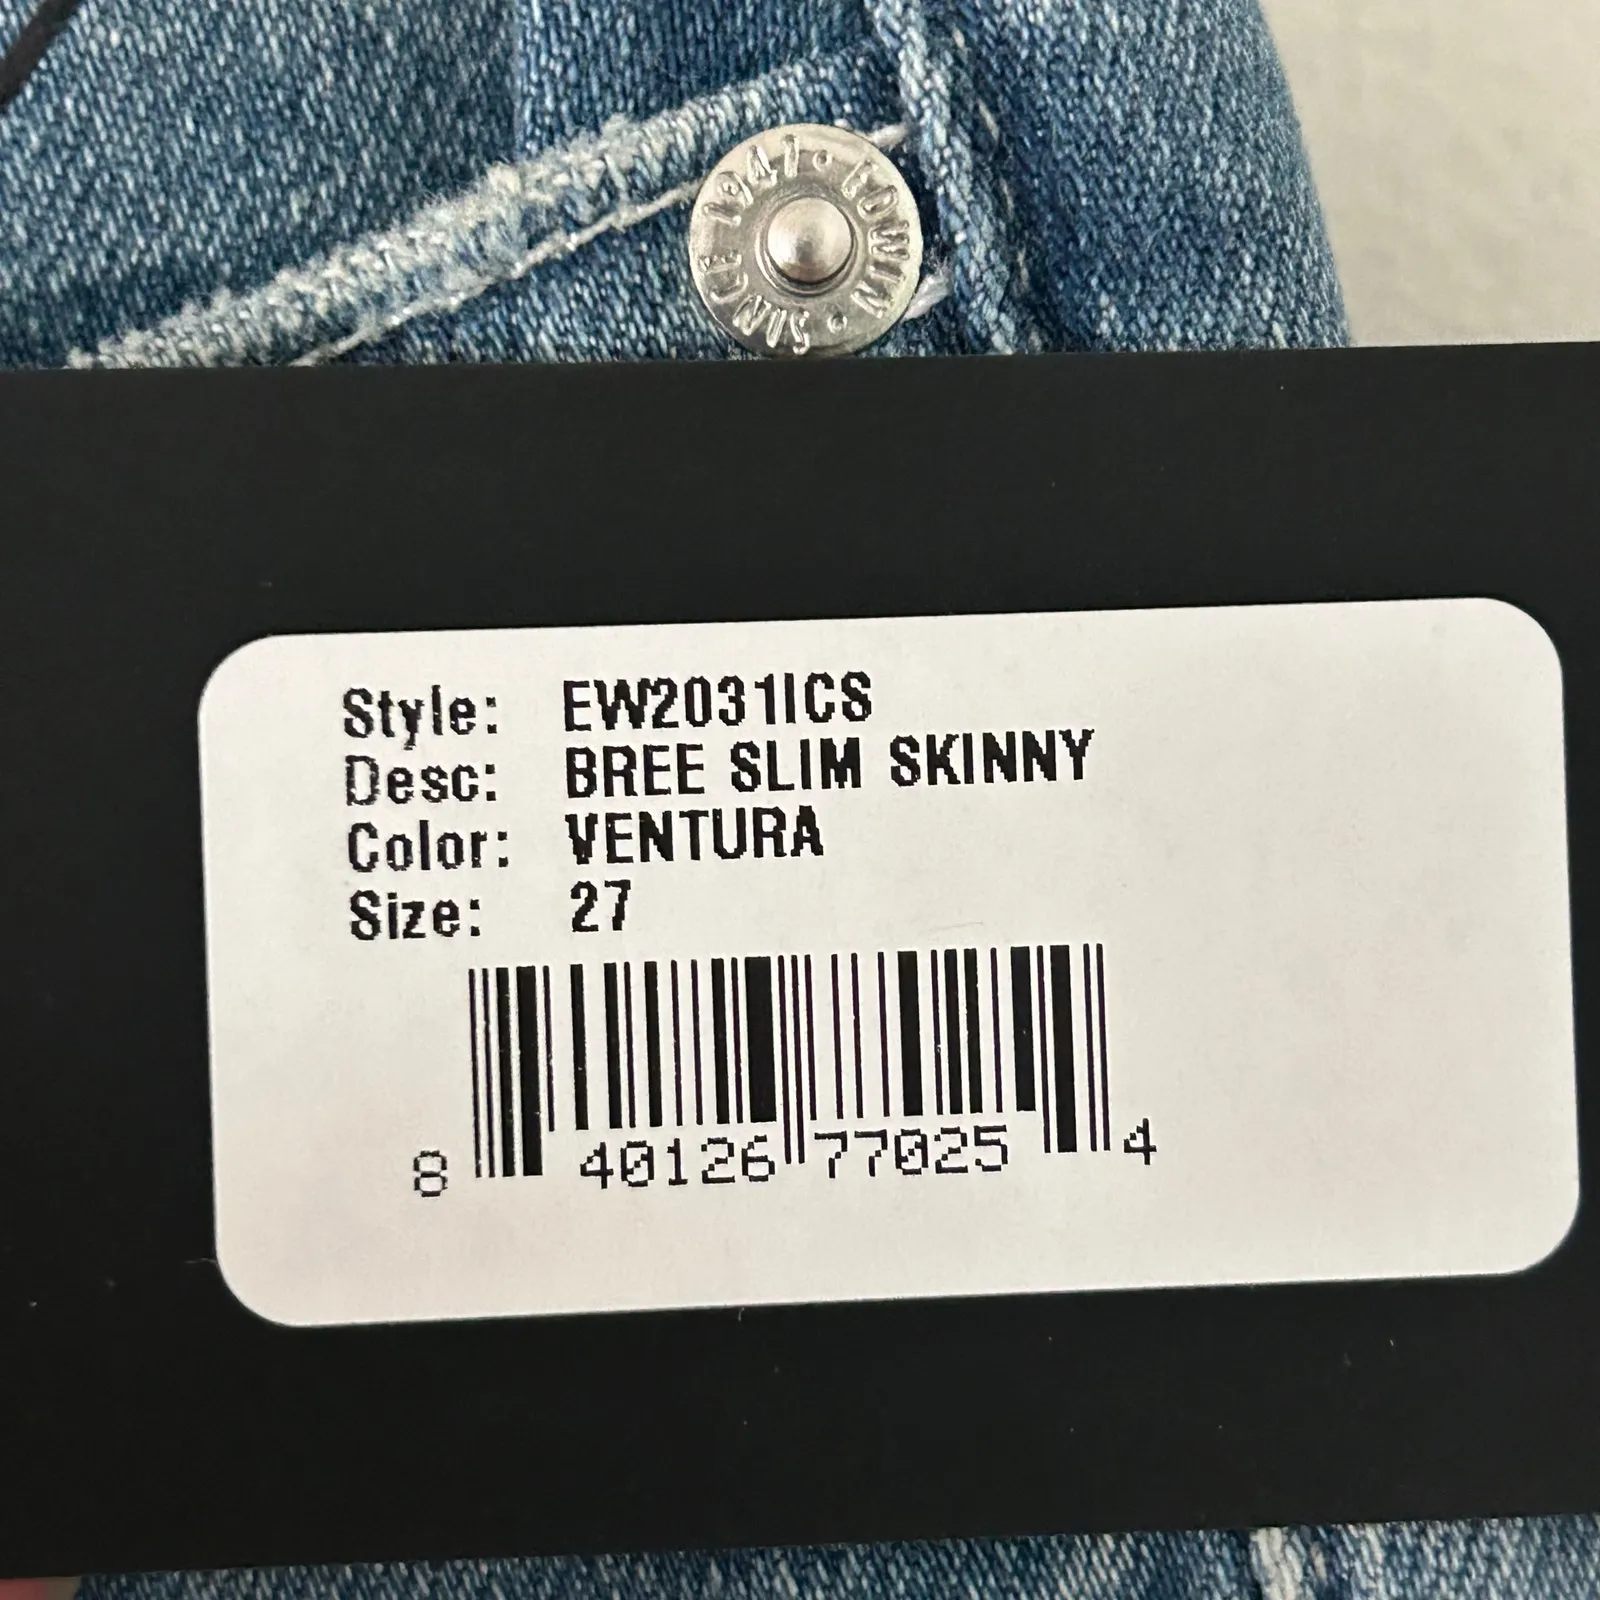 EDWIN • SINCE 1947 •
Style: EW2031ICS
Desc: BREE SLIM SKINNY
Color: VENTURA
Size: 27
8 40126 77025 4